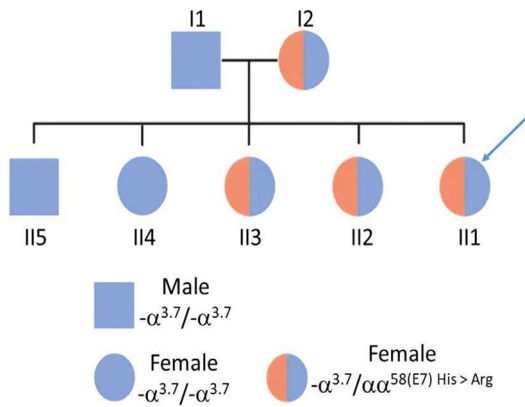 I1 I2
II5 II4 II3 II2 II1
Male
-α3.7/-α3.7
Female
-α3.7/-α3.7
Female
-α3.7/αα58(E7) His > Arg